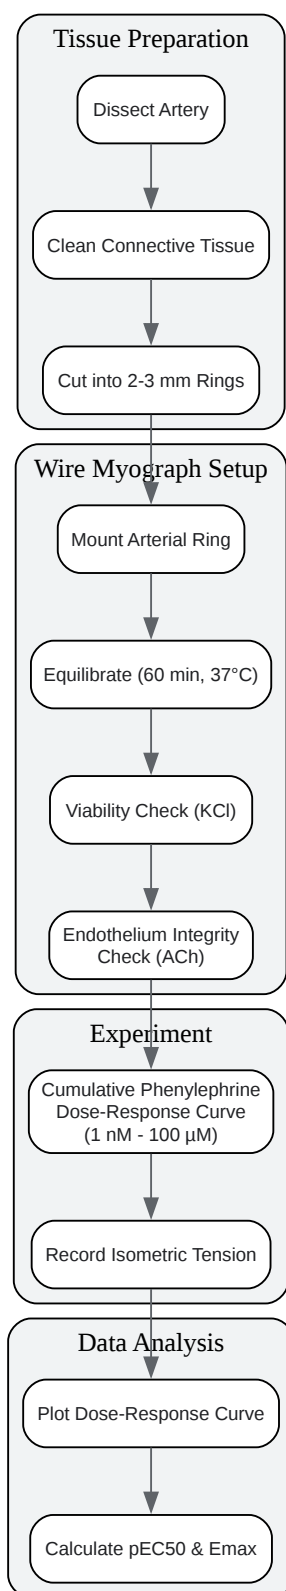 Tissue Preparation
Dissect Artery
Clean Connective Tissue
Cut into 2-3 mm Rings
Wire Myograph Setup
Mount Arterial Ring
Equilibrate (60 min, 37°C)
Viability Check (KCl)
Endothelium Integrity
Check (ACh)
Experiment
Cumulative Phenylephrine
Dose-Response Curve
(1 nM - 100 µM)
Record Isometric Tension
Data Analysis
Plot Dose-Response Curve
Calculate pEC50 & Emax